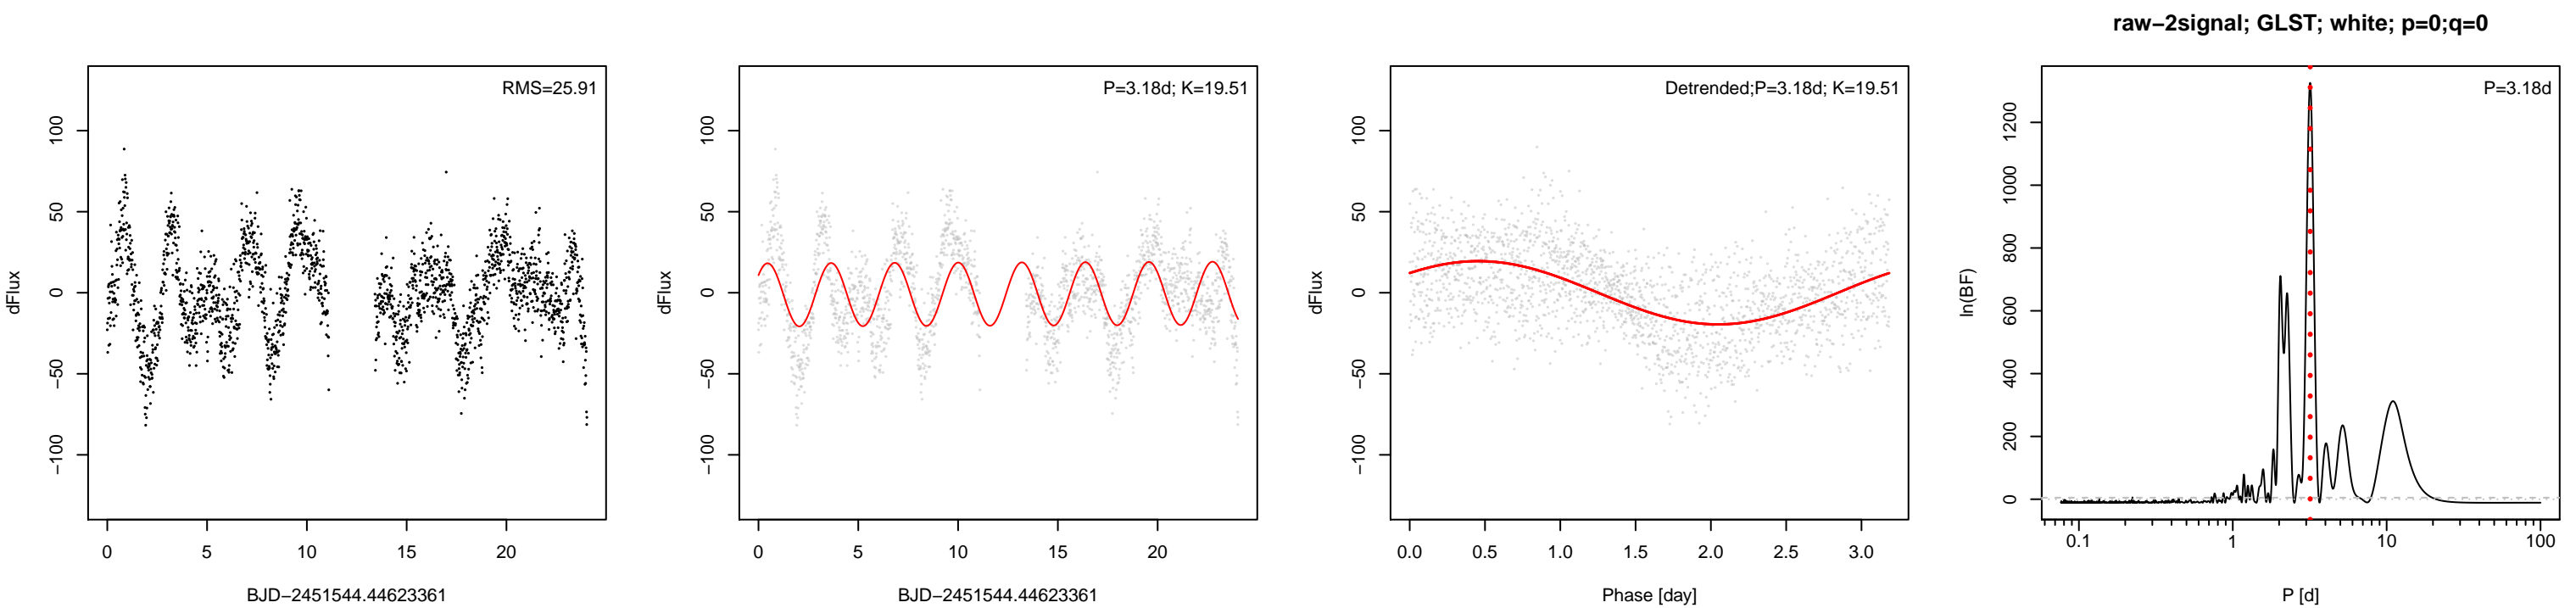 raw−2signal; GLST; white; p=0;q=0
RMS=25.91
dFlux
100
50
0
−50
−100
0 5 10 15 20
BJD−2451544.44623361
P=3.18d; K=19.51
dFlux
100
50
0
−50
−100
0 5 10 15 20
BJD−2451544.44623361
Detrended;P=3.18d; K=19.51
dFlux
100
50
0
−50
−100
0.0 0.5 1.0 1.5 2.0 2.5 3.0
Phase [day]
P=3.18d
ln(BF)
1200
1000
800
600
400
200
0
0.1 1 10 100
P [d]